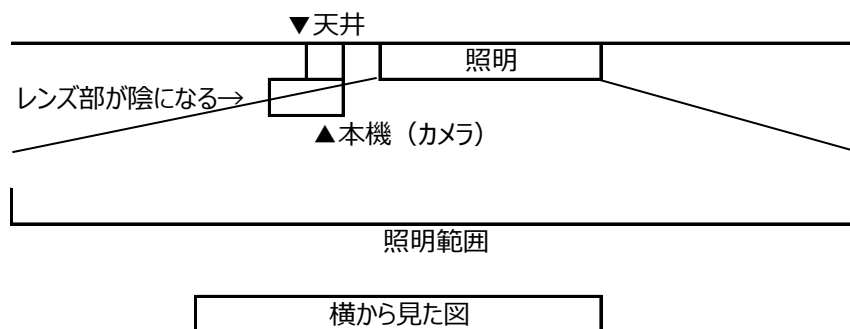 ▼天井
照明
レンズ部が陰になる→
▲本機（カメラ）
照明範囲
横から見た図